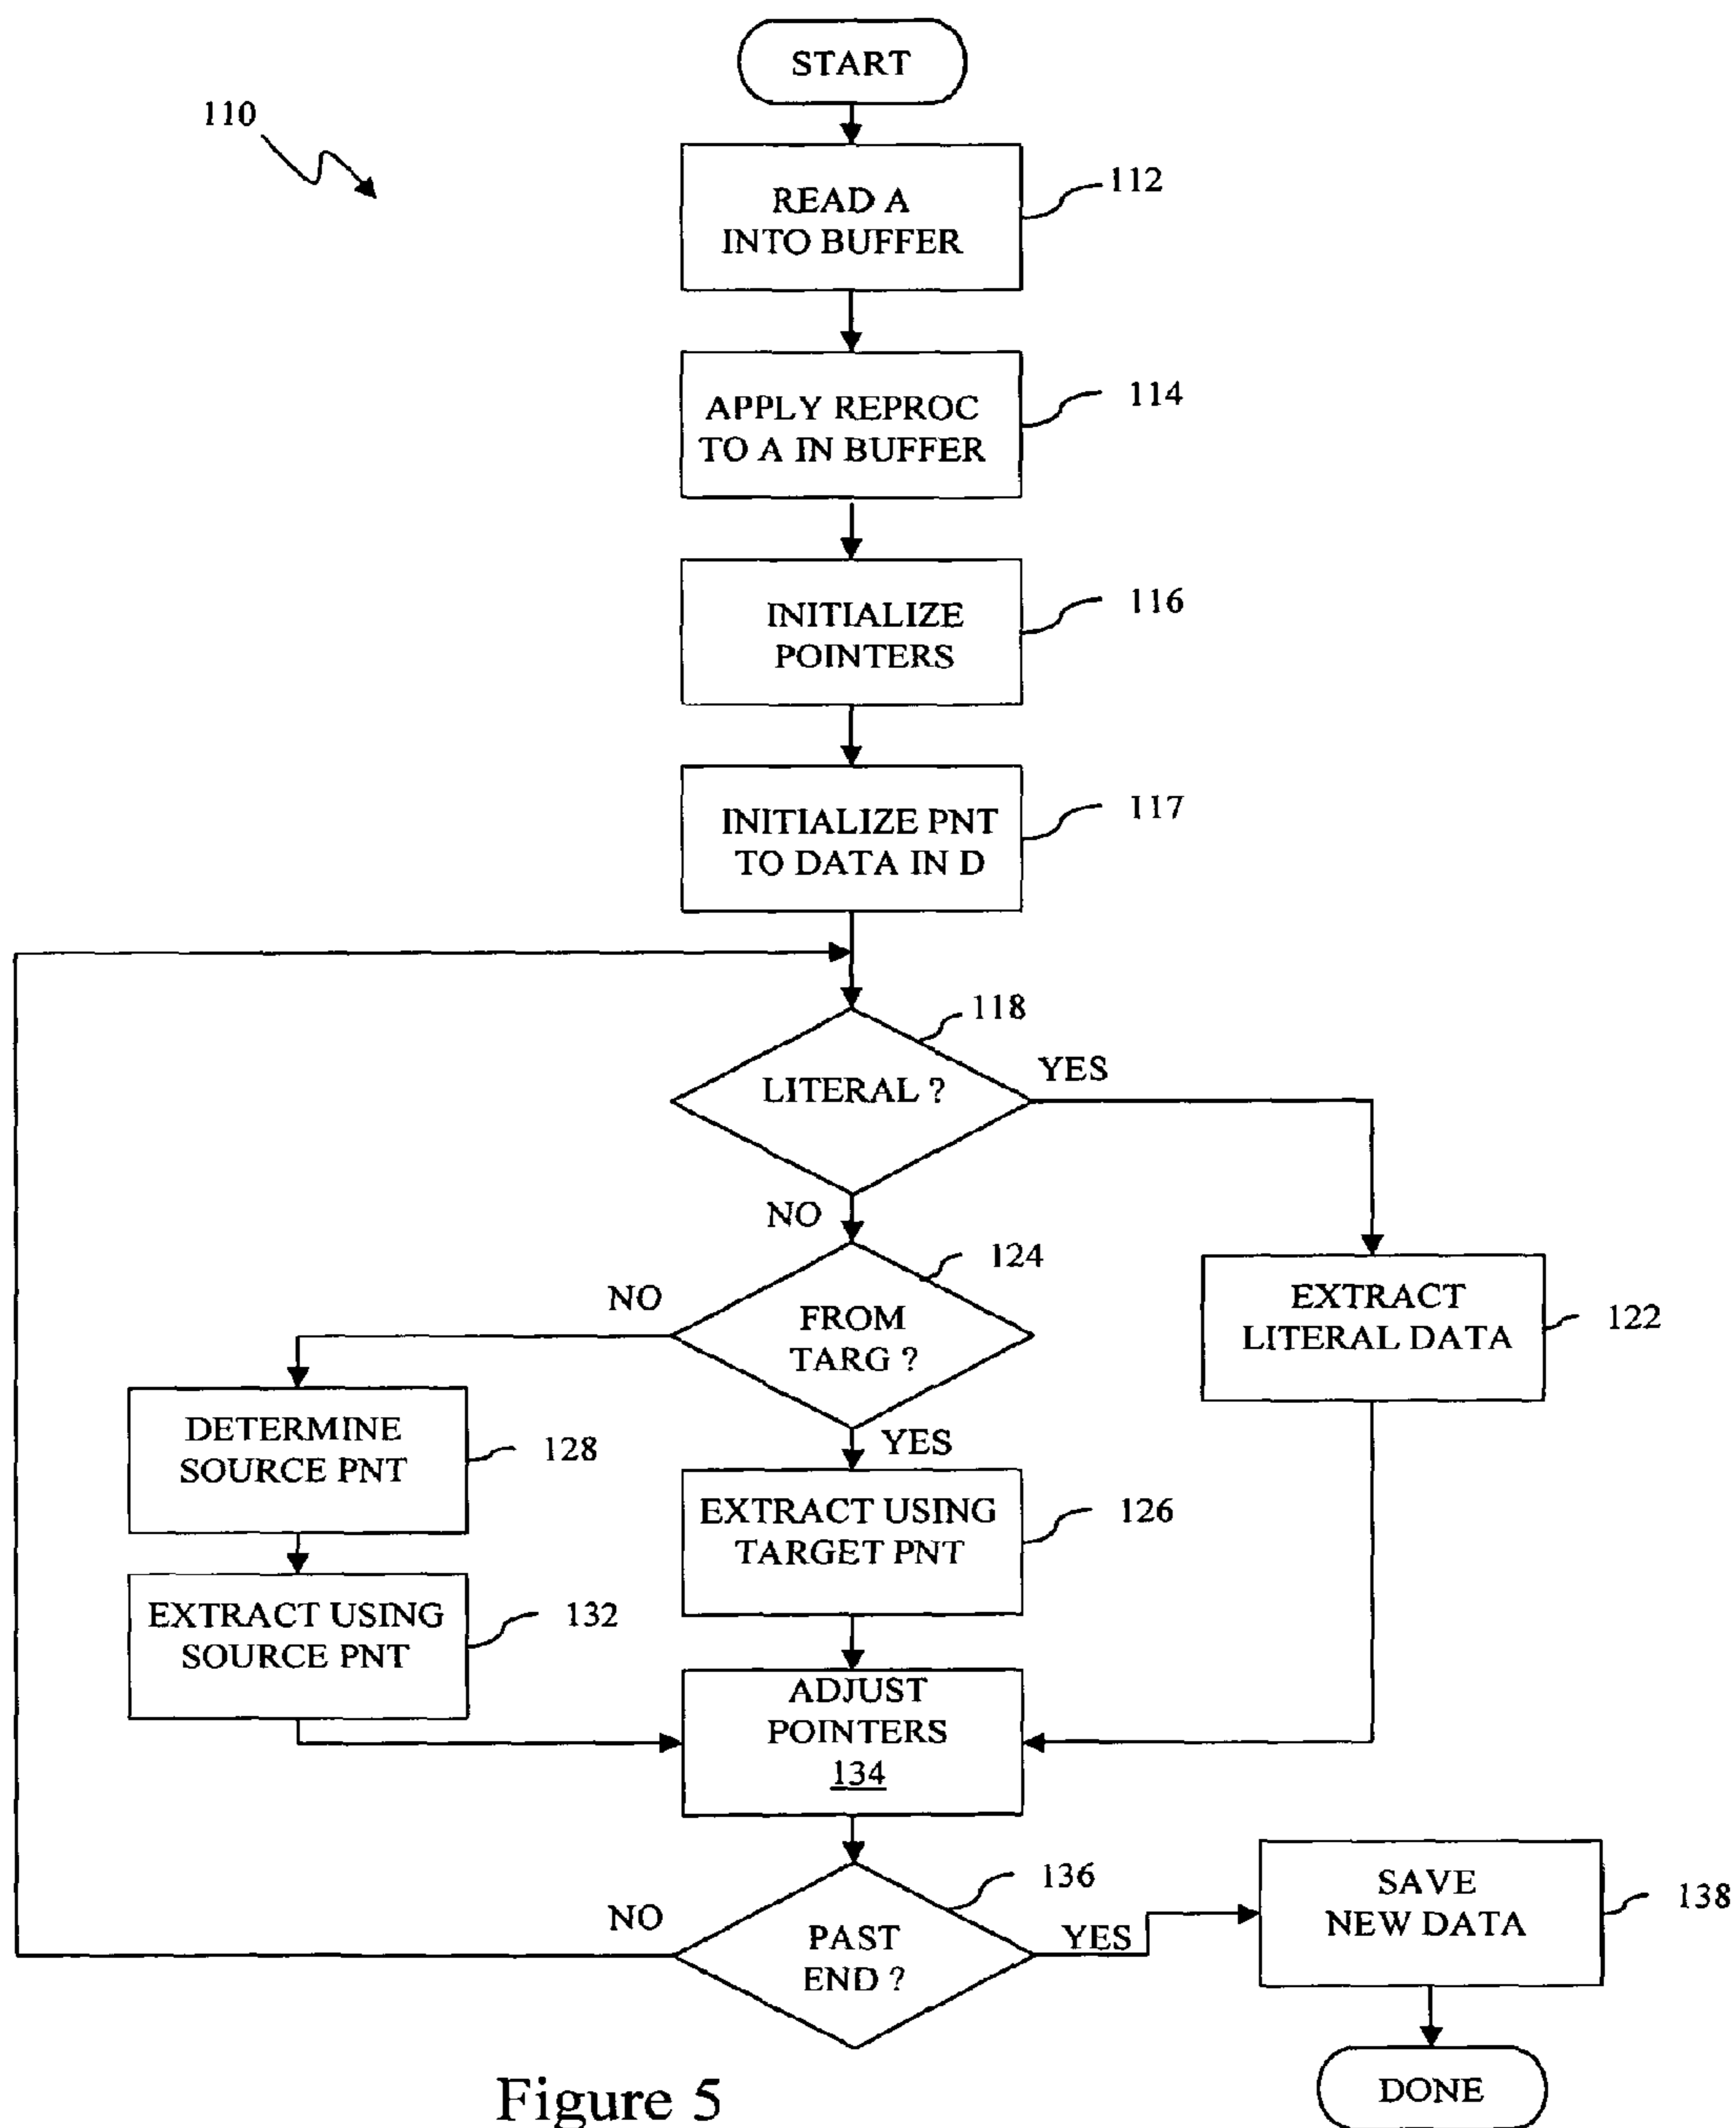 START
110
READ A
INTO BUFFER
112
APPLY REPROC
TO A IN BUFFER
114
INITIALIZE
POINTERS
116
INITIALIZE PNT
TO DATA IN D
117
118
LITERAL ?
YES
NO
124
NO
FROM
TARG ?
EXTRACT
LITERAL DATA
122
DETERMINE
SOURCE PNT
128
YES
EXTRACT USING
TARGET PNT
126
EXTRACT USING
SOURCE PNT
132
ADJUST
POINTERS
134
136
NO
PAST
END ?
YES
SAVE
NEW DATA
138
DONE
Figure 5